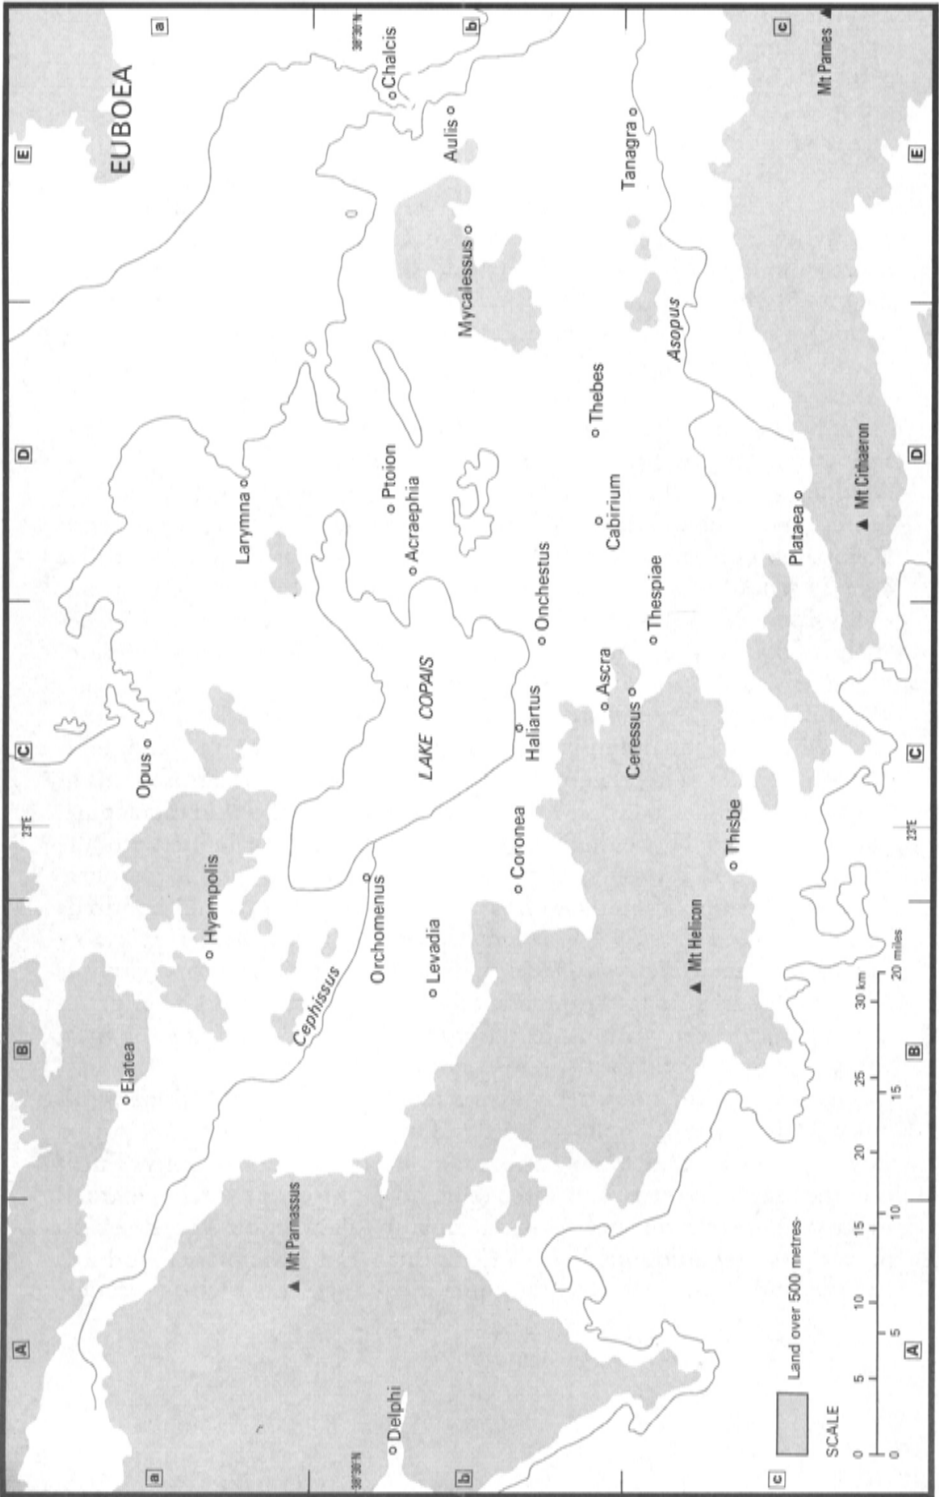 A
B
C
D
E
23°E
a
EUBOEA
Elatea
Hyampolis
Opus
Larymna
Mt Parnassus
Cephissus
38°30'N
38°30'N
Delphi
Orchomenus
Levadia
LAKE COPAIS
Acraephia
Ptoion
Chalcis
b
b
Aulis
Mycalessus
Coronea
Haliartus
Onchestus
Ascra
Ceressus
Thespiae
Cabirium
Thebes
Asopus
Tanagra
Mt Helicon
Thisbe
Plataea
Mt Cithaeron
Mt Parnes
a
c
c
Land over 500 metres
SCALE
0 5 10 15 20 25 30 km
0 5 10 15 20 miles
A
B
23°E
C
D
E